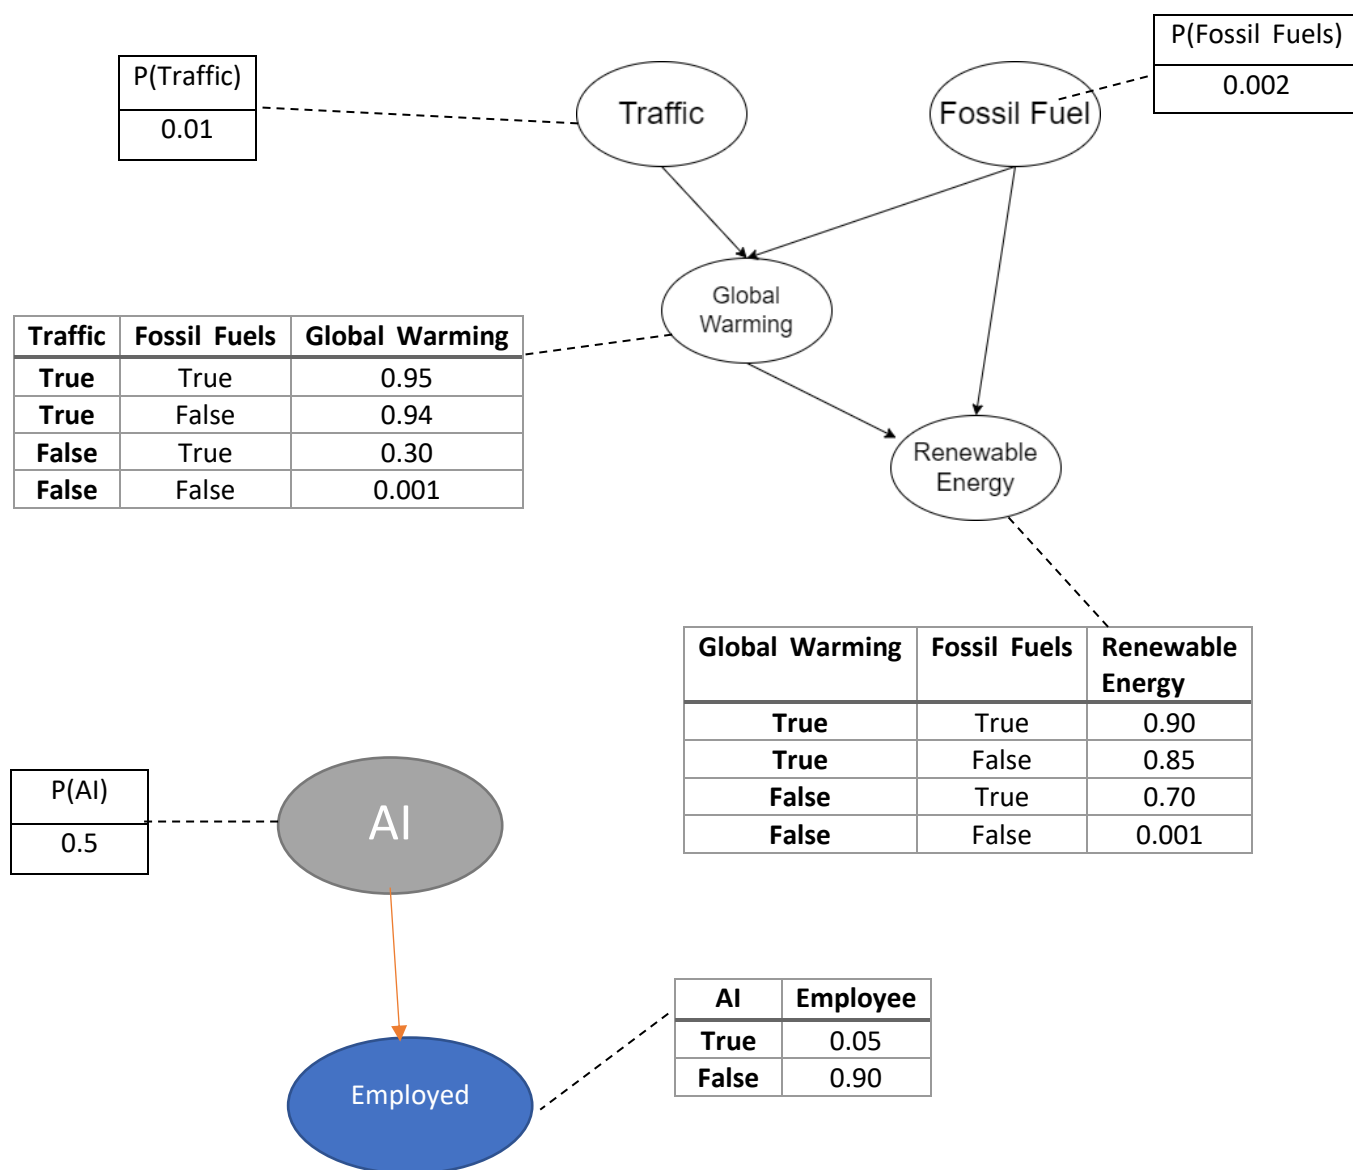 P(Fossil Fuels)
0.002
P(Traffic)
0.01
Traffic
Fossil Fuel
Global
Warming
Traffic Fossil Fuels Global Warming
True True 0.95
True False 0.94
False True 0.30
False False 0.001
Renewable
Energy
Global Warming Fossil Fuels Renewable
Energy
True True 0.90
True False 0.85
False True 0.70
False False 0.001
P(AI)
0.5
AI
AI Employee
True 0.05
False 0.90
Employed